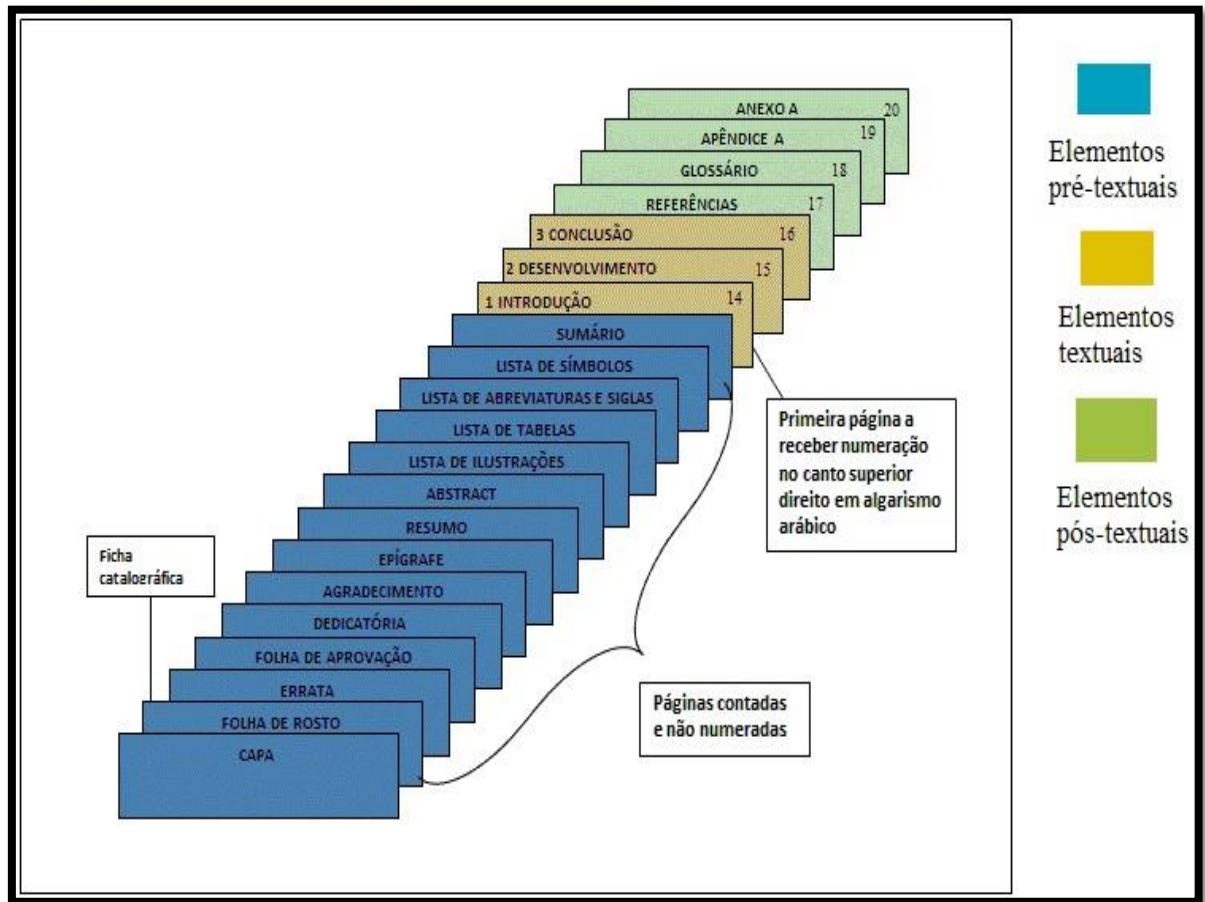 ANEXO A 20
APÊNDICE A 19
GLOSSÁRIO 18
REFERÊNCIAS 17
3 CONCLUSÃO 16
2 DESENVOLVIMENTO 15
1 INTRODUÇÃO 14
SUMÁRIO
LISTA DE SÍMBOLOS
LISTA DE ABREVIATURAS E SIGLAS
LISTA DE TABELAS
LISTA DE ILUSTRAÇÕES
ABSTRACT
RESUMO
EPÍGRAFE
AGRADECIMENTO
DEDICATÓRIA
FOLHA DE APROVAÇÃO
ERRATA
FOLHA DE ROSTO
CAPA
Ficha
catalográfica
Primeira página a
receber numeração
no canto superior
direito em algarismo
arábico
Páginas contadas
e não numeradas
Elementos
pré-textuais
Elementos
textuais
Elementos
pós-textuais